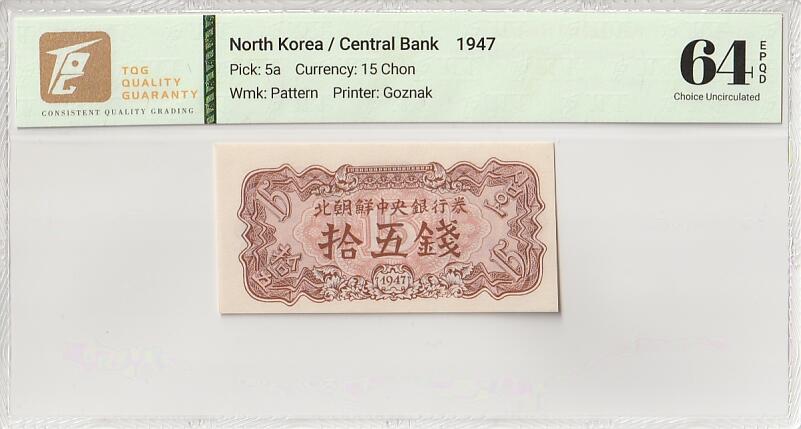 TQG
QUALITY
GUARANTY
CONSISTENT QUALITY GRADING
North Korea / Central Bank 1947
Pick: 5a Currency: 15 Chon
Wmk: Pattern Printer: Goznak
64
EPQD
Choice Uncirculated
北朝鮮中央銀行券
拾五錢
15
1947